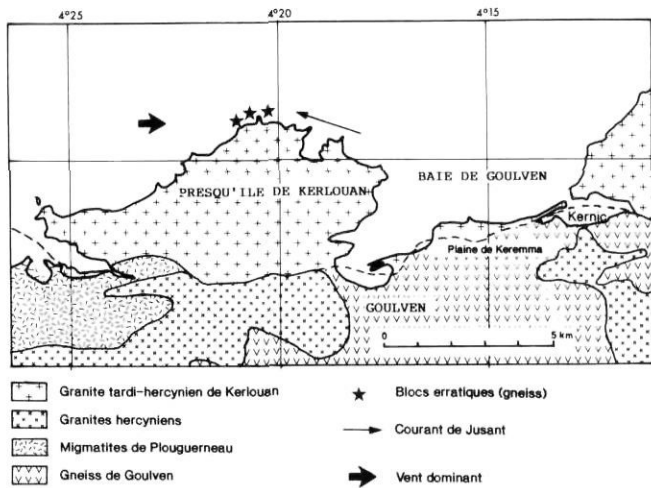 4°25
4°20
4°15
PRESQU'ILE DE KERLOUAN
BAIE DE GOULVEN
Kernic
Plaine de Keremma
GOULVEN
0 5 km
Granite tardi-hercynien de Kerlouan
Granites hercyniens
Migmatites de Plouguerneau
Gneiss de Goulven
Blocs erratiques (gneiss)
Courant de Jusant
Vent dominant